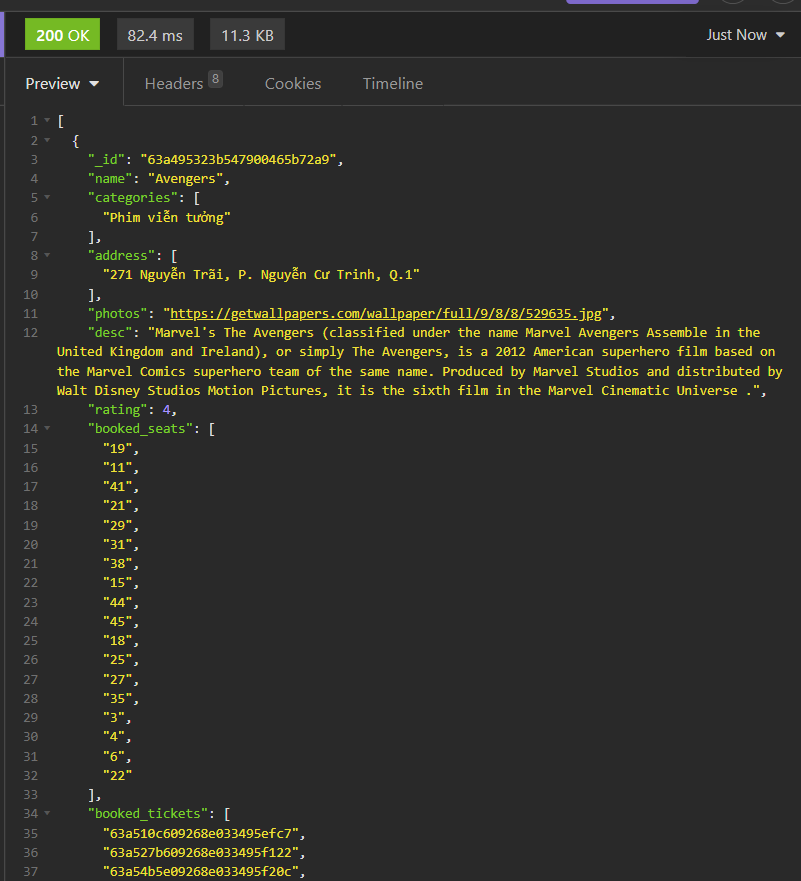 200 OK 82.4 ms 11.3 KB Just Now
Preview Headers 8 Cookies Timeline
1 [
2 {
3 "_id": "63a495323b547900465b72a9",
4 "name": "Avengers",
5 "categories": [
6 "Phim viễn tưởng"
7 ],
8 "address": [
9 "271 Nguyễn Trãi, P. Nguyễn Cư Trinh, Q.1"
10 ],
11 "photos": "https://getwallpapers.com/wallpaper/full/9/8/8/529635.jpg",
12 "desc": "Marvel's The Avengers (classified under the name Marvel Avengers Assemble in the
United Kingdom and Ireland), or simply The Avengers, is a 2012 American superhero film based on
the Marvel Comics superhero team of the same name. Produced by Marvel Studios and distributed by
Walt Disney Studios Motion Pictures, it is the sixth film in the Marvel Cinematic Universe .",
13 "rating": 4,
14 "booked_seats": [
15 "19",
16 "11",
17 "41",
18 "21",
19 "29",
20 "31",
21 "38",
22 "15",
23 "44",
24 "45",
25 "18",
26 "25",
27 "27",
28 "35",
29 "3",
30 "4",
31 "6",
32 "22"
33 ],
34 "booked_tickets": [
35 "63a510c609268e033495efc7",
36 "63a527b609268e033495f122",
37 "63a54b5e09268e033495f20c",